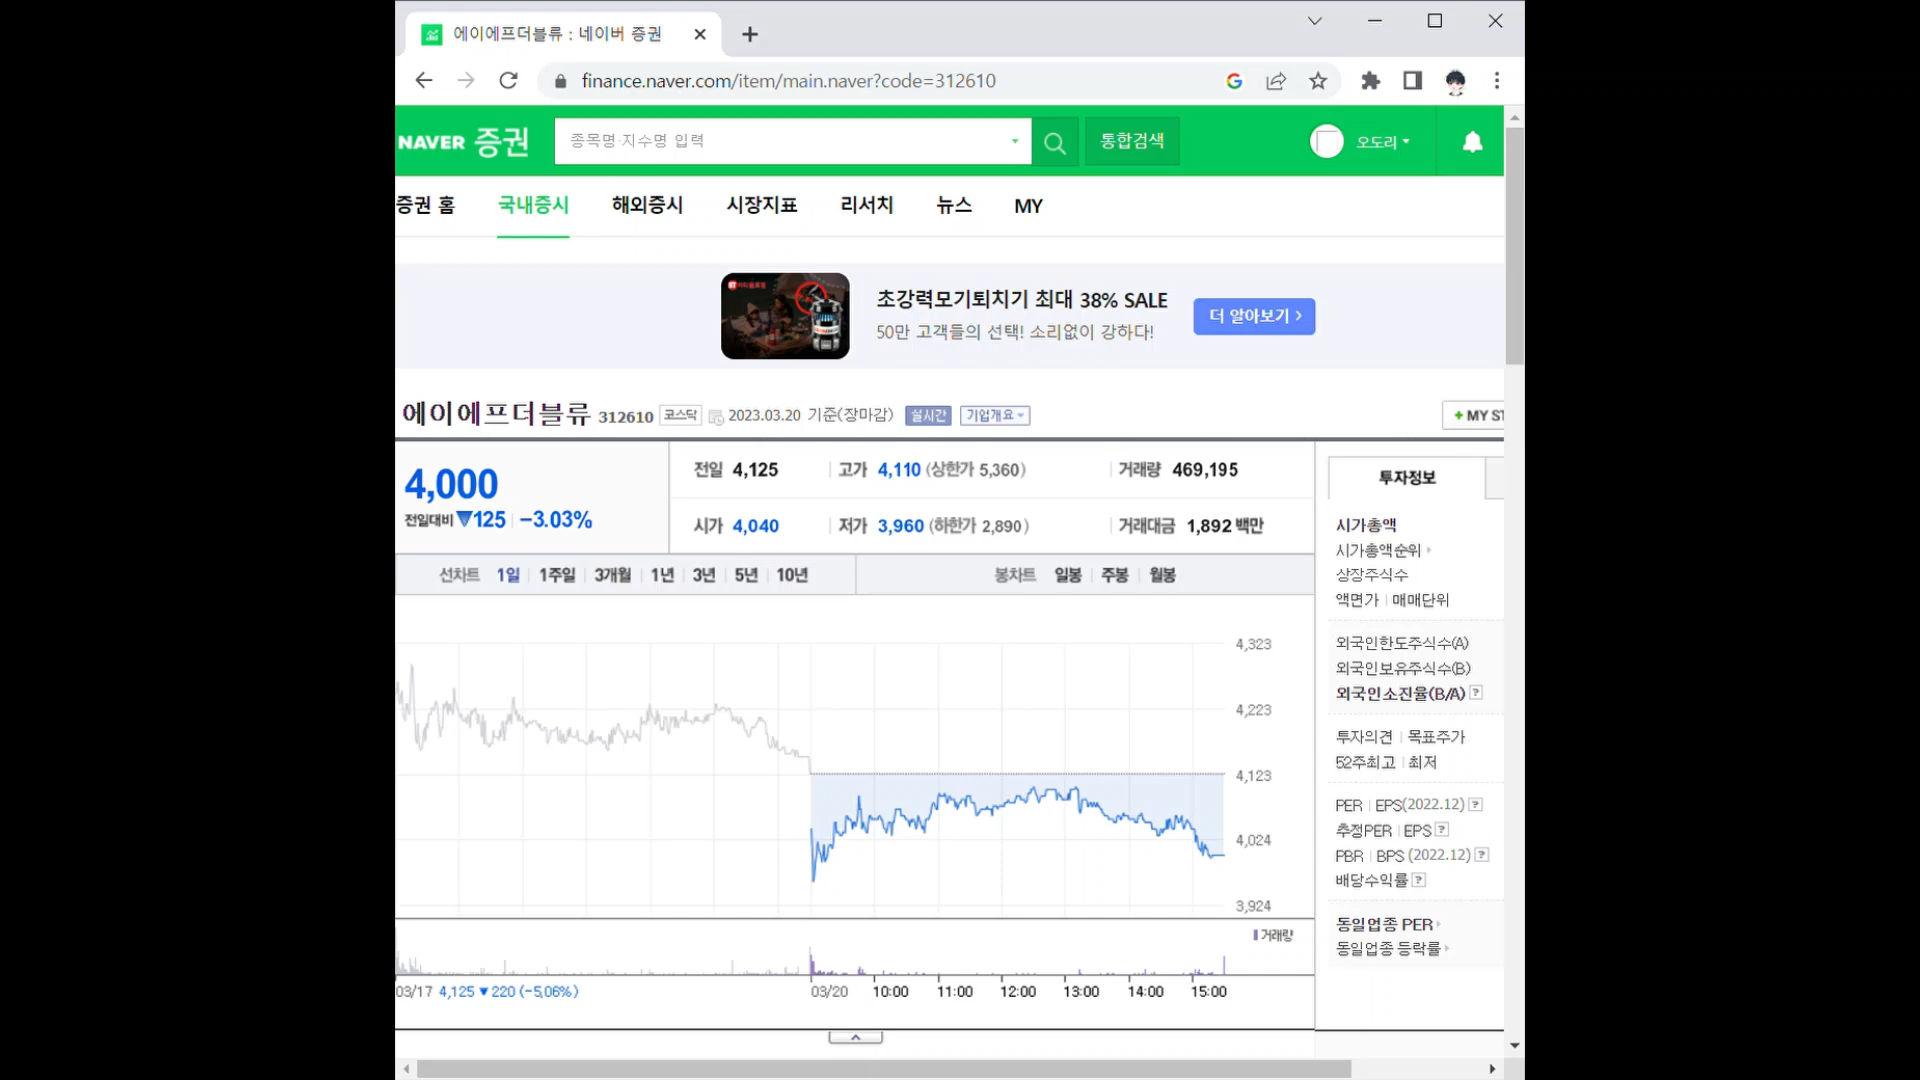 에이에프더블류 : 네이버 증권
finance.naver.com/item/main.naver?code=312610
NAVER 증권
종목명·지수명 입력
통합검색
오도리
증권 홈 국내증시 해외증시 시장지표 리서치 뉴스 MY
초강력모기퇴치기 최대 38% SALE
50만 고객들의 선택! 소리없이 강하다!
더 알아보기 >
에이에프더블류 312610 코스닥 2023.03.20 기준(장마감) 실시간 기업개요
+ MY ST
4,000
전일대비 ▼125 | −3.03%
전일 4,125 | 고가 4,110 (상한가 5,360) | 거래량 469,195
시가 4,040 | 저가 3,960 (하한가 2,890) | 거래대금 1,892 백만
선차트 1일 1주일 3개월 1년 3년 5년 10년
봉차트 일봉 주봉 월봉
4,323
4,223
4,123
4,024
3,924
거래량
03/17 4,125 ▼ 220 (−5,06%)
03/20 10:00 11:00 12:00 13:00 14:00 15:00
투자정보
시가총액
시가총액순위
상장주식수
액면가 | 매매단위
외국인한도주식수(A)
외국인보유주식수(B)
외국인소진율(B/A) ?
투자의견 | 목표주가
52주최고 | 최저
PER | EPS(2022.12) ?
추정PER | EPS ?
PBR | BPS (2022.12) ?
배당수익률 ?
동일업종 PER
동일업종 등락률